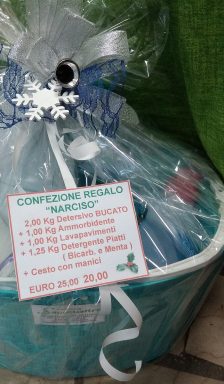 CONFEZIONE REGALO
"NARCISO"
2,00 Kg Detersivo BUCATO
+ 1,00 Kg Ammorbidente
+ 1,00 Kg Lavapavimenti
+ 1,25 Kg Detergente Piatti
( Bicarb. e Menta )
+ Cesto con manici
EURO 25,00 20,00